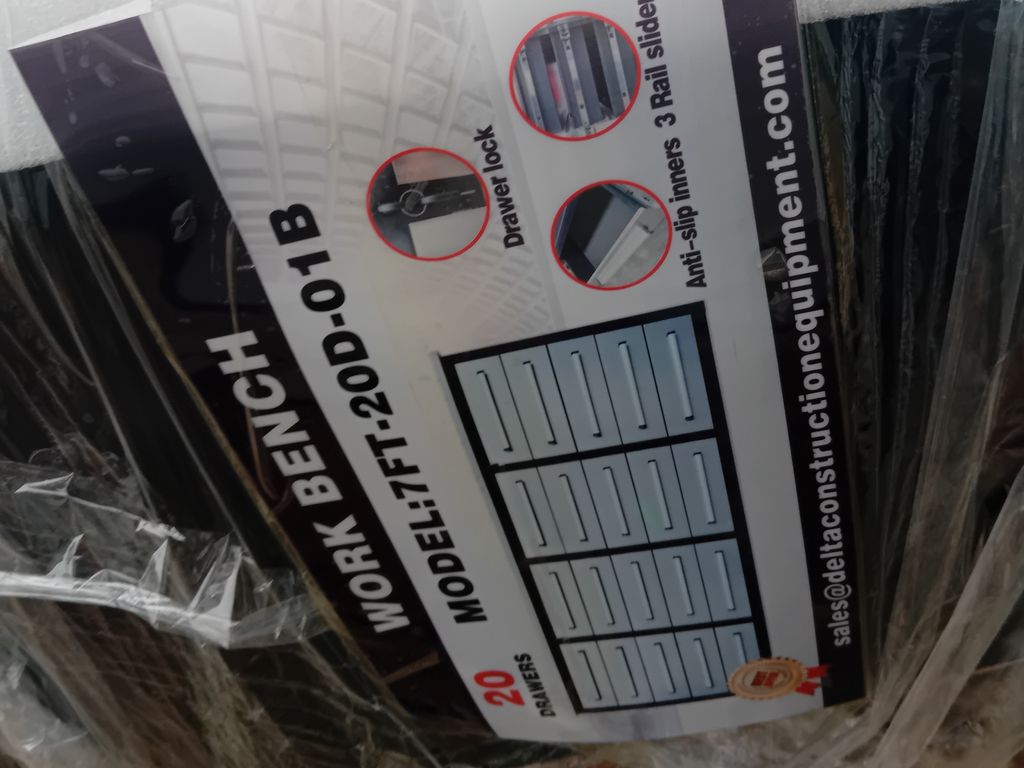 WORK BENCH
MODEL:7FT-20D-01B
20
DRAWERS
Drawer lock
Anti-slip inners
3 Rail slider
sales@deltaconstructionequipment.com